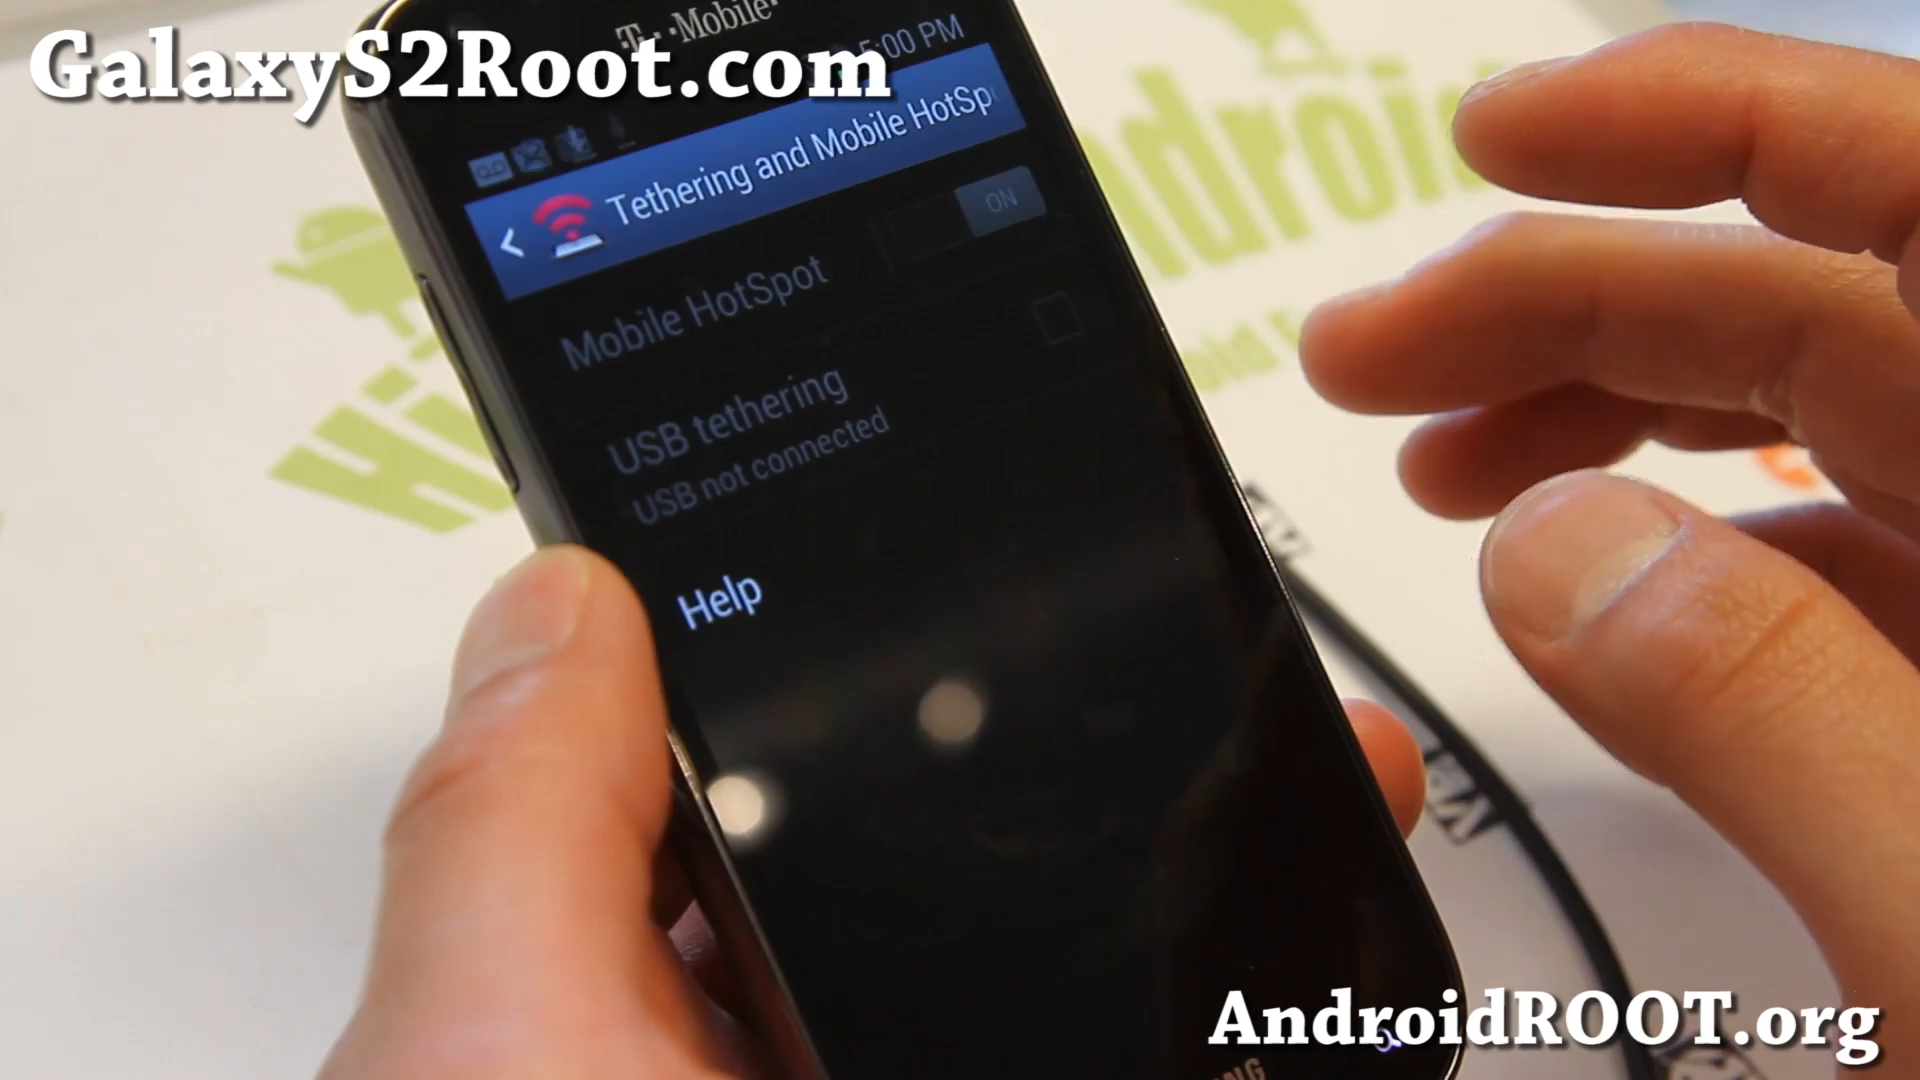 GalaxyS2Root.com
T··Mobile·
5:00 PM
Tethering and Mobile HotSp
ON
Mobile HotSpot
USB tethering
USB not connected
Help
android
AndroidROOT.org